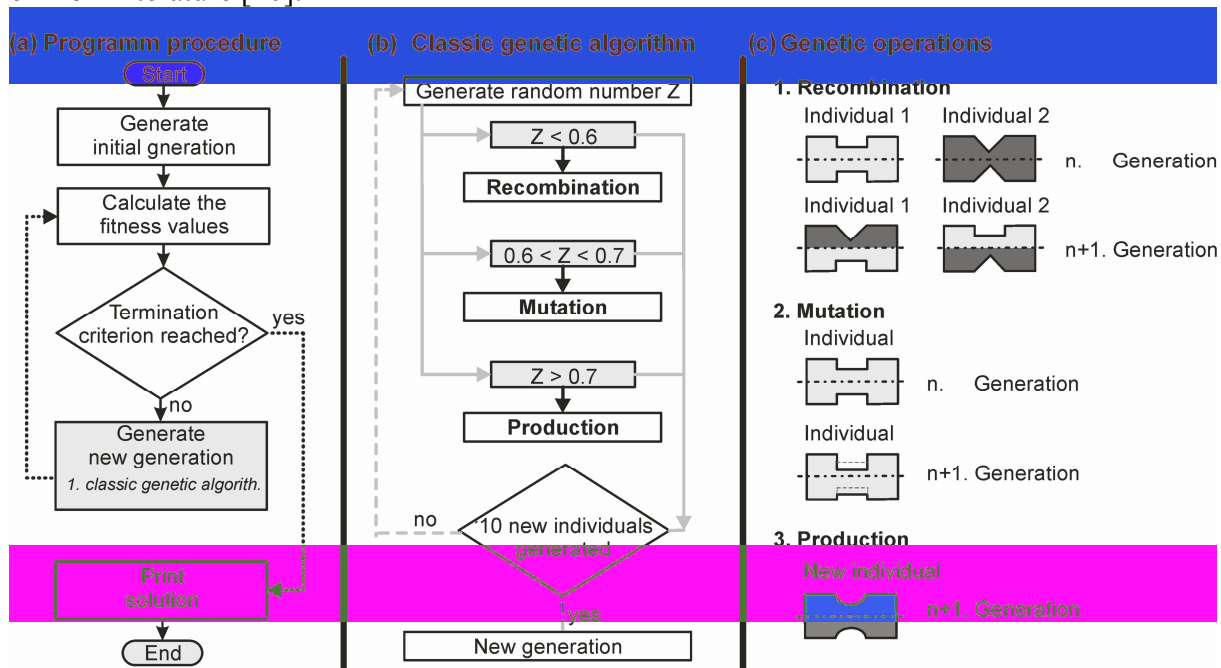 (a) Programm procedure
Start
Generate
initial gneration
Calculate the
fitness values
Termination
criterion reached?
yes
no
Generate
new generation
1. classic genetic algorith.
Print
solution
End
(b) Classic genetic algorithm
Generate random number Z
Z < 0.6
Recombination
0.6 < Z < 0.7
Mutation
Z > 0.7
Production
no
10 new individuals
generated
yes
New generation
(c) Genetic operations
1. Recombination
Individual 1 Individual 2
n. Generation
Individual 1 Individual 2
n+1. Generation
2. Mutation
Individual
n. Generation
Individual
n+1. Generation
3. Production
New individual
n+1. Generation